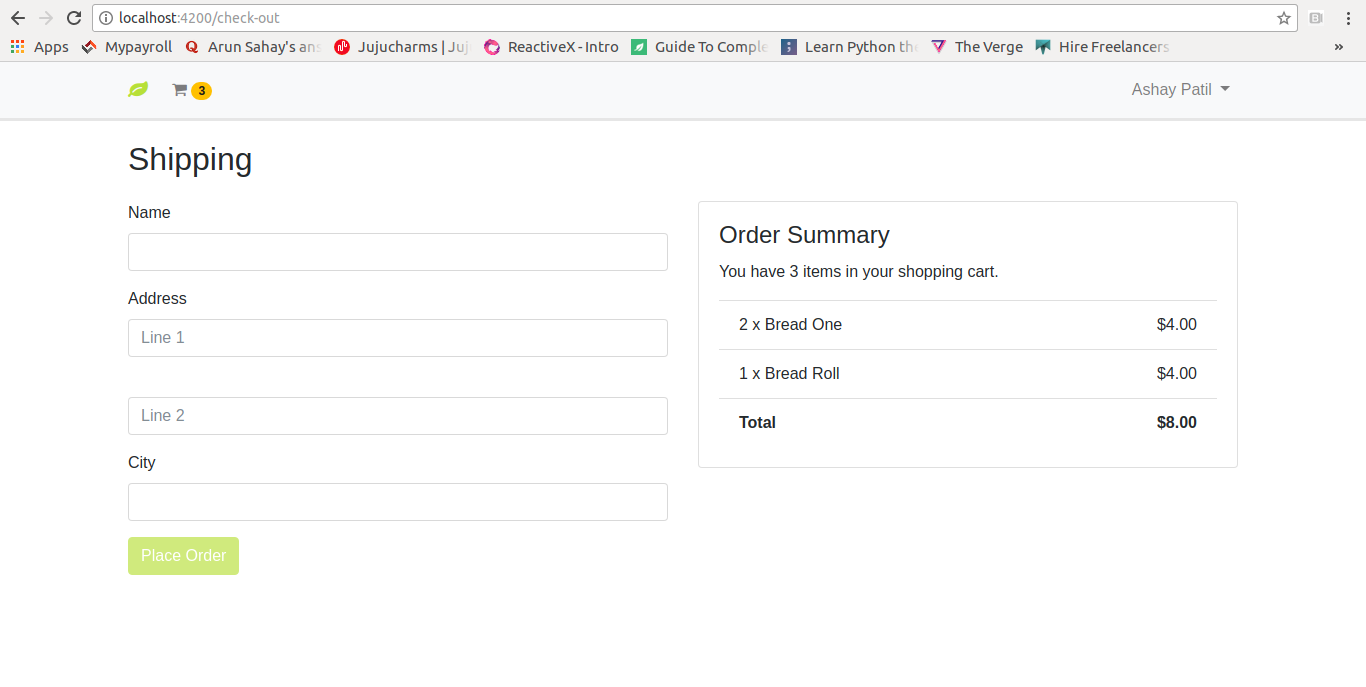 localhost:4200/check-out
Apps Mypayroll Arun Sahay's ans Jujucharms | Juj ReactiveX - Intro Guide To Comple Learn Python the The Verge Hire Freelancers »
3 Ashay Patil
Shipping
Name
Address
Line 1
Line 2
City
Place Order
Order Summary
You have 3 items in your shopping cart.
2 x Bread One $4.00
1 x Bread Roll $4.00
Total $8.00